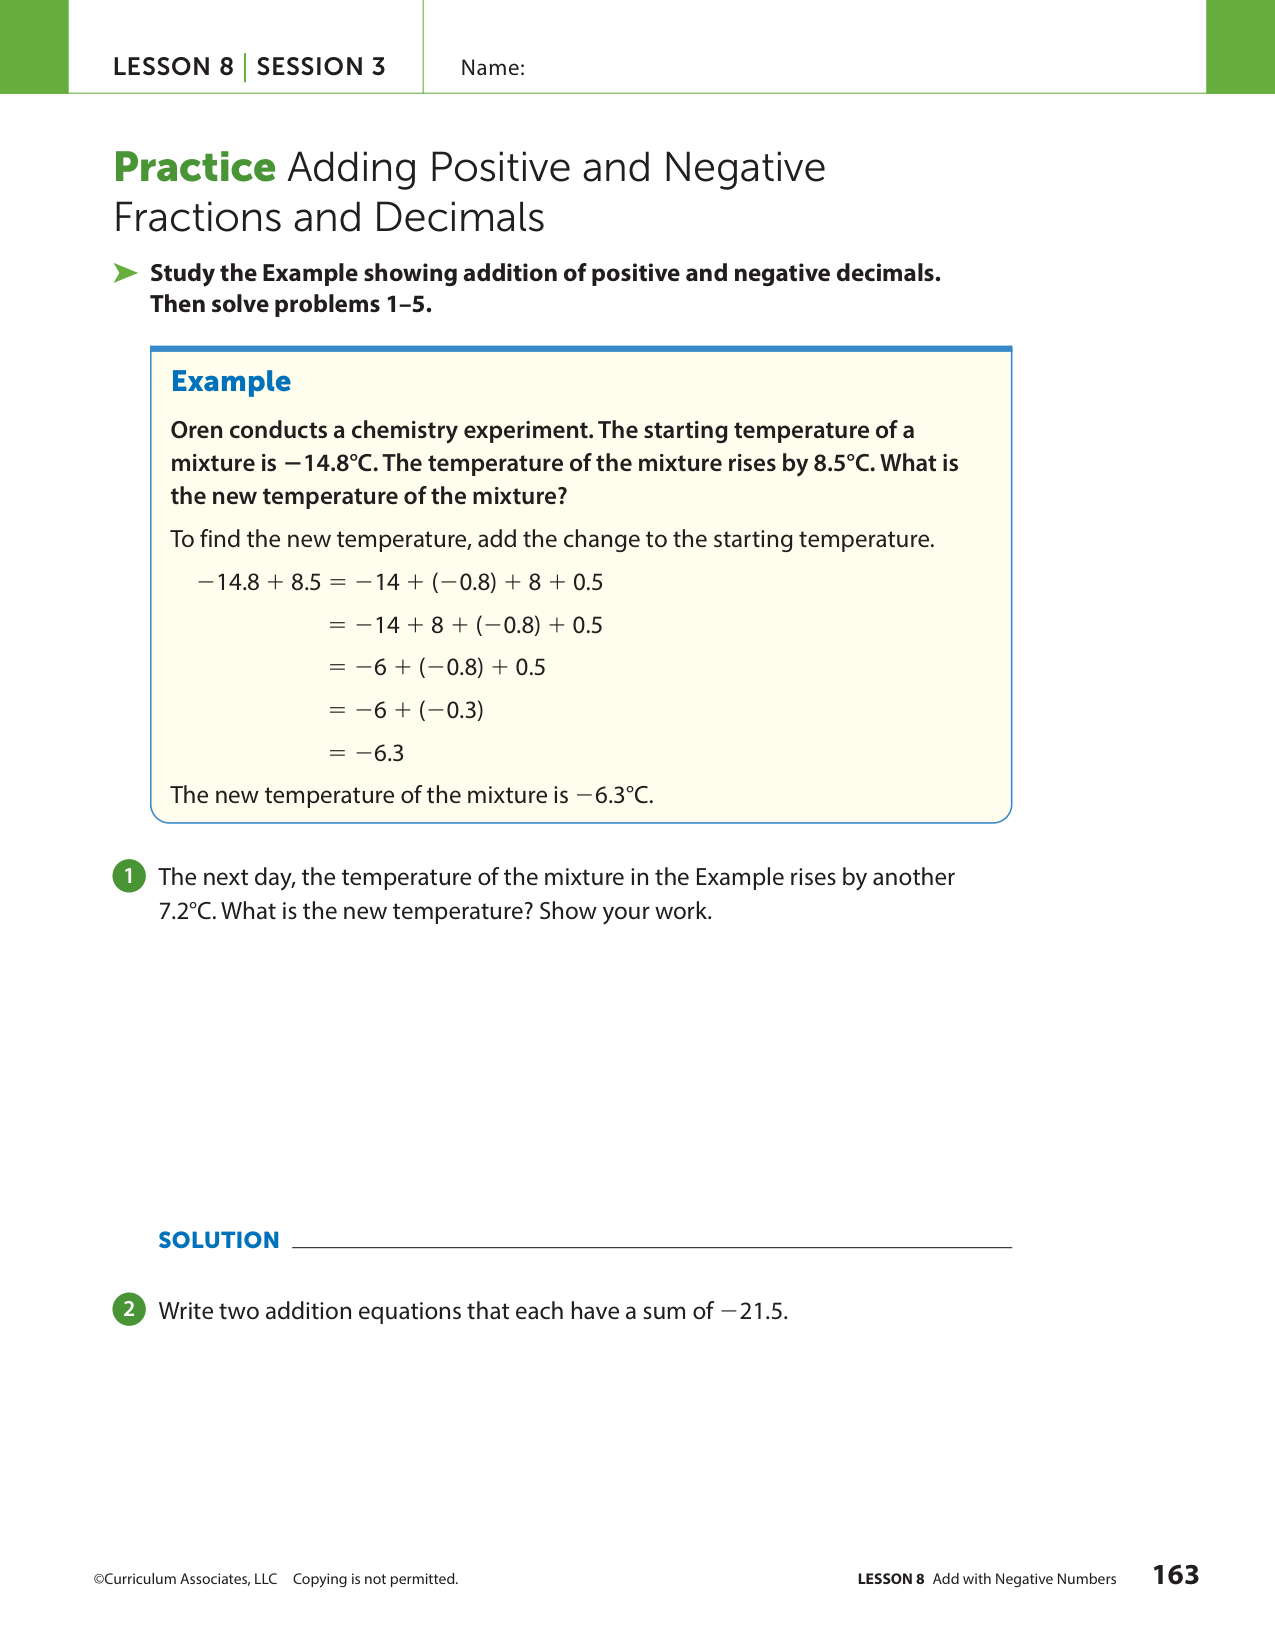 LESSON 8 | SESSION 3
Name:
Practice Adding Positive and Negative
Fractions and Decimals
Study the Example showing addition of positive and negative decimals.
Then solve problems 1–5.
Example
Oren conducts a chemistry experiment. The starting temperature of a
mixture is −14.8°C. The temperature of the mixture rises by 8.5°C. What is
the new temperature of the mixture?
To find the new temperature, add the change to the starting temperature.
−14.8 + 8.5 = −14 + (−0.8) + 8 + 0.5
= −14 + 8 + (−0.8) + 0.5
= −6 + (−0.8) + 0.5
= −6 + (−0.3)
= −6.3
The new temperature of the mixture is −6.3°C.
1 The next day, the temperature of the mixture in the Example rises by another
7.2°C. What is the new temperature? Show your work.
SOLUTION
2 Write two addition equations that each have a sum of −21.5.
©Curriculum Associates, LLC Copying is not permitted.
LESSON 8 Add with Negative Numbers 163